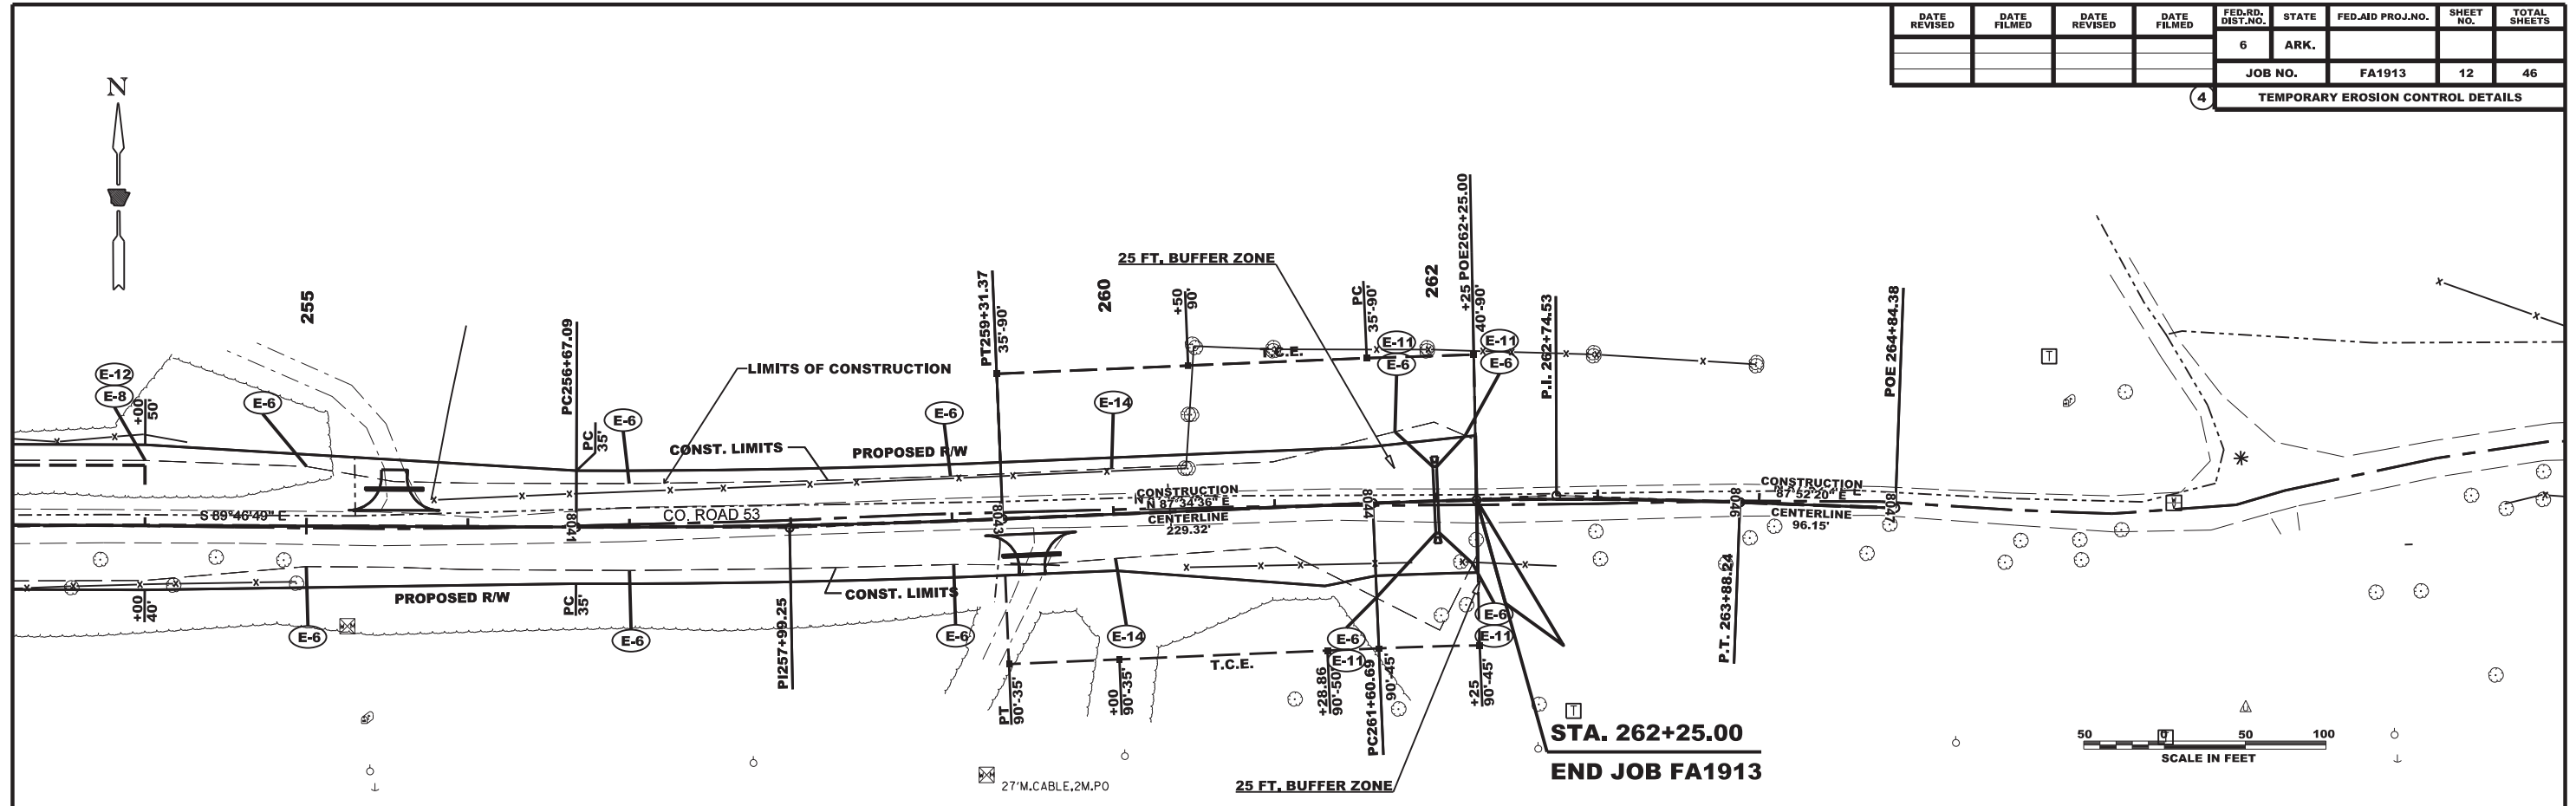 DATE REVISED
DATE FILMED
DATE REVISED
DATE FILMED
FED.RD. DIST.NO.
STATE
FED.AID PROJ.NO.
SHEET NO.
TOTAL SHEETS
6
ARK.
JOB NO.
FA1913
12
46
4
TEMPORARY EROSION CONTROL DETAILS
N
25 FT. BUFFER ZONE
255
260
262
PC256+67.09
PT259+31.37
35'-90'
+50
90'
PC
35'-90'
+25 POE262+25.00
40'-90'
P.I. 262+74.53
POE 264+84.38
E-12
E-8
+00
50'
E-6
PC
35'
E-6
LIMITS OF CONSTRUCTION
CONST. LIMITS
PROPOSED R/W
E-6
E-14
T.C.E.
E-11
E-6
E-11
E-6
T
S 89°46'49" E
8041
CO. ROAD 53
8043
CONSTRUCTION
N 87°34'36" E
CENTERLINE
229.32'
8044
8046
CONSTRUCTION
87°52'20" E
CENTERLINE
96.15'
8047
+00
40'
PROPOSED R/W
PC
35'
CONST. LIMITS
E-6
E-6
E-6
E-14
E-6
E-11
E-6
E-11
PI257+99.25
PT
90'-35'
+00
90'-35'
T.C.E.
+28.86
90'-50'
PC261+60.69
90'-45'
+25
90'-45'
P.T. 263+88.24
T
STA. 262+25.00
END JOB FA1913
25 FT. BUFFER ZONE
27'M.CABLE,2M.PO
50
0
50
100
SCALE IN FEET